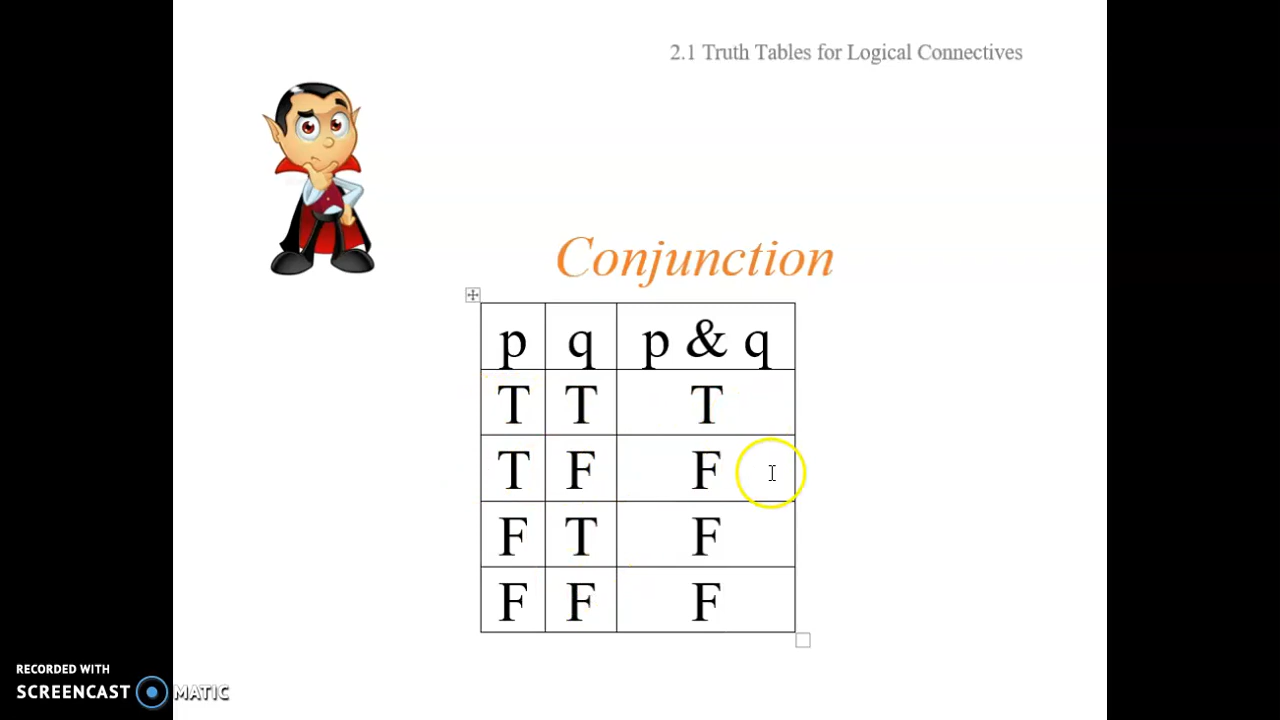 2.1 Truth Tables for Logical Connectives
Conjunction
p q p & q
T T T
T F F
F T F
F F F
RECORDED WITH
SCREENCAST MATIC